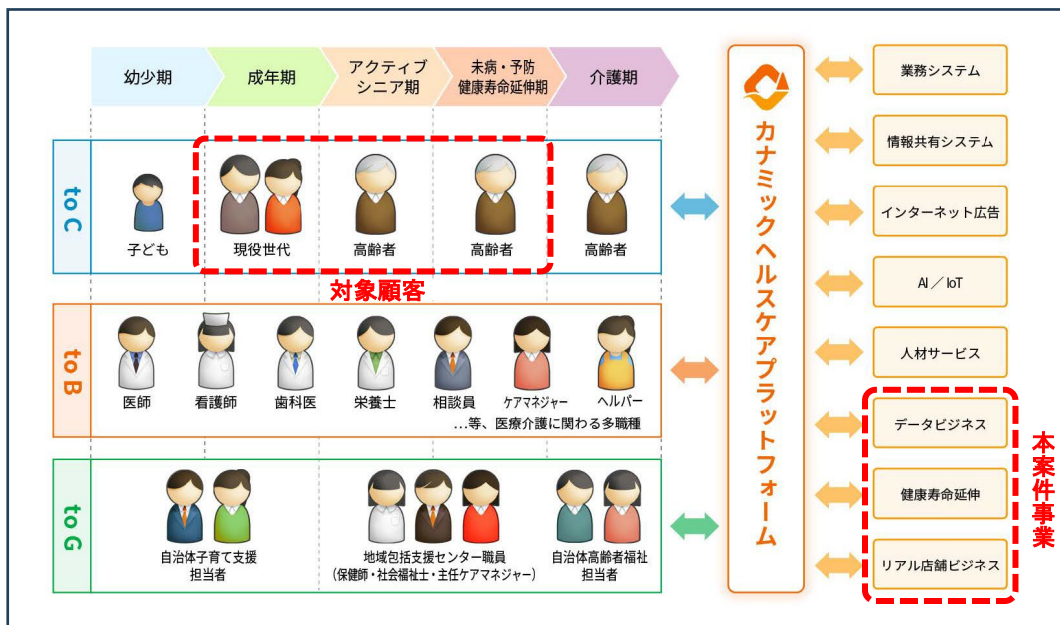 幼少期
成年期
アクティブ
シニア期
未病・予防
健康寿命延伸期
介護期
to C
子ども
現役世代
高齢者
高齢者
高齢者
対象顧客
to B
医師
看護師
歯科医
栄養士
相談員
ケアマネジャー
ヘルパー
…等、医療介護に関わる多職種
to G
自治体子育て支援
担当者
地域包括支援センター職員
（保健師・社会福祉士・主任ケアマネジャー）
自治体高齢者福祉
担当者
カナミックヘルスケアプラットフォーム
業務システム
情報共有システム
インターネット広告
AI／IoT
人材サービス
データビジネス
健康寿命延伸
リアル店舗ビジネス
本案件事業